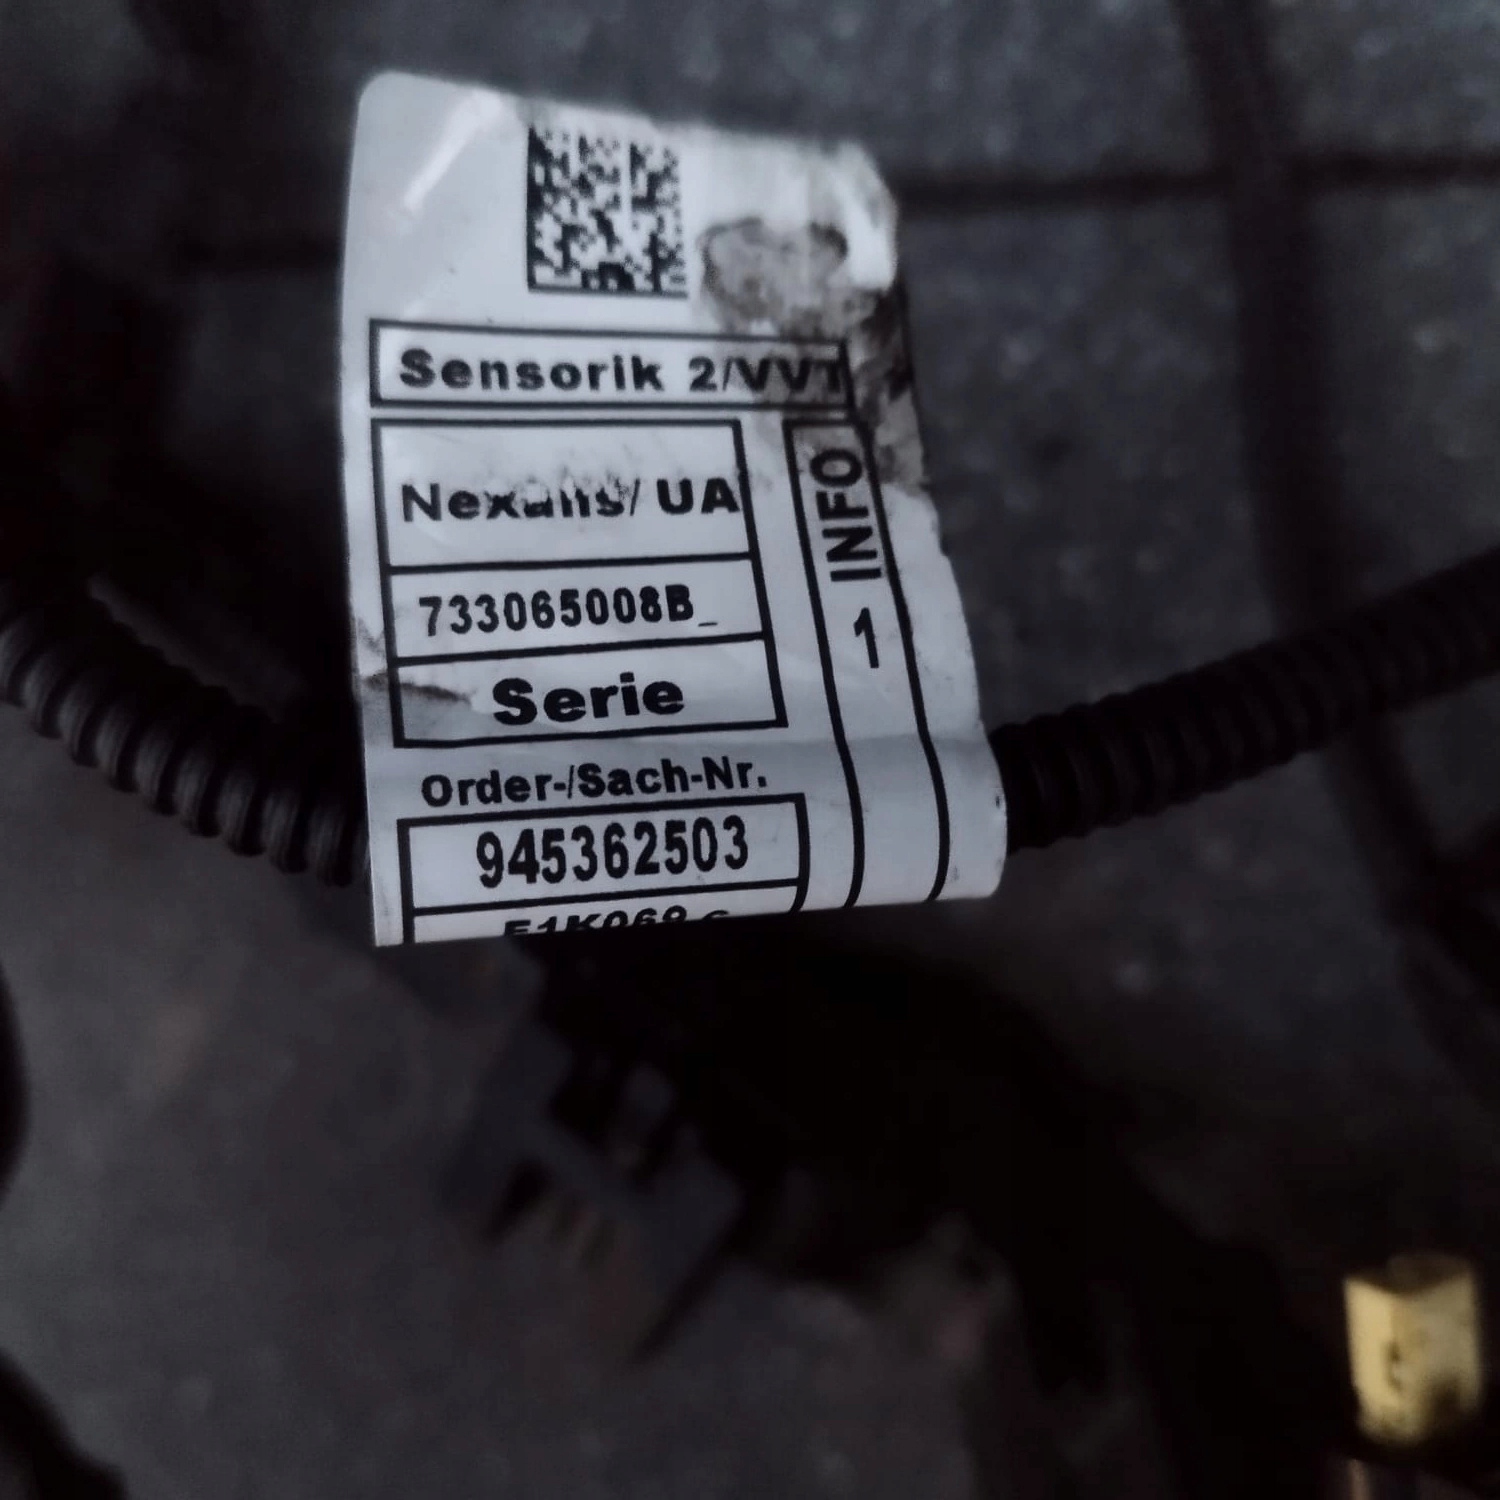 Sensorik 2/VVT
Nexans/ UA
733065008B_
Serie
Order-/Sach-Nr.
945362503
1 INFO